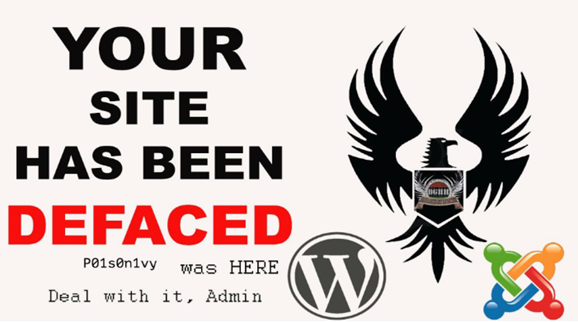 YOUR
SITE
HAS BEEN
DEFACED
P01s0n1vy was HERE
Deal with it, Admin
W